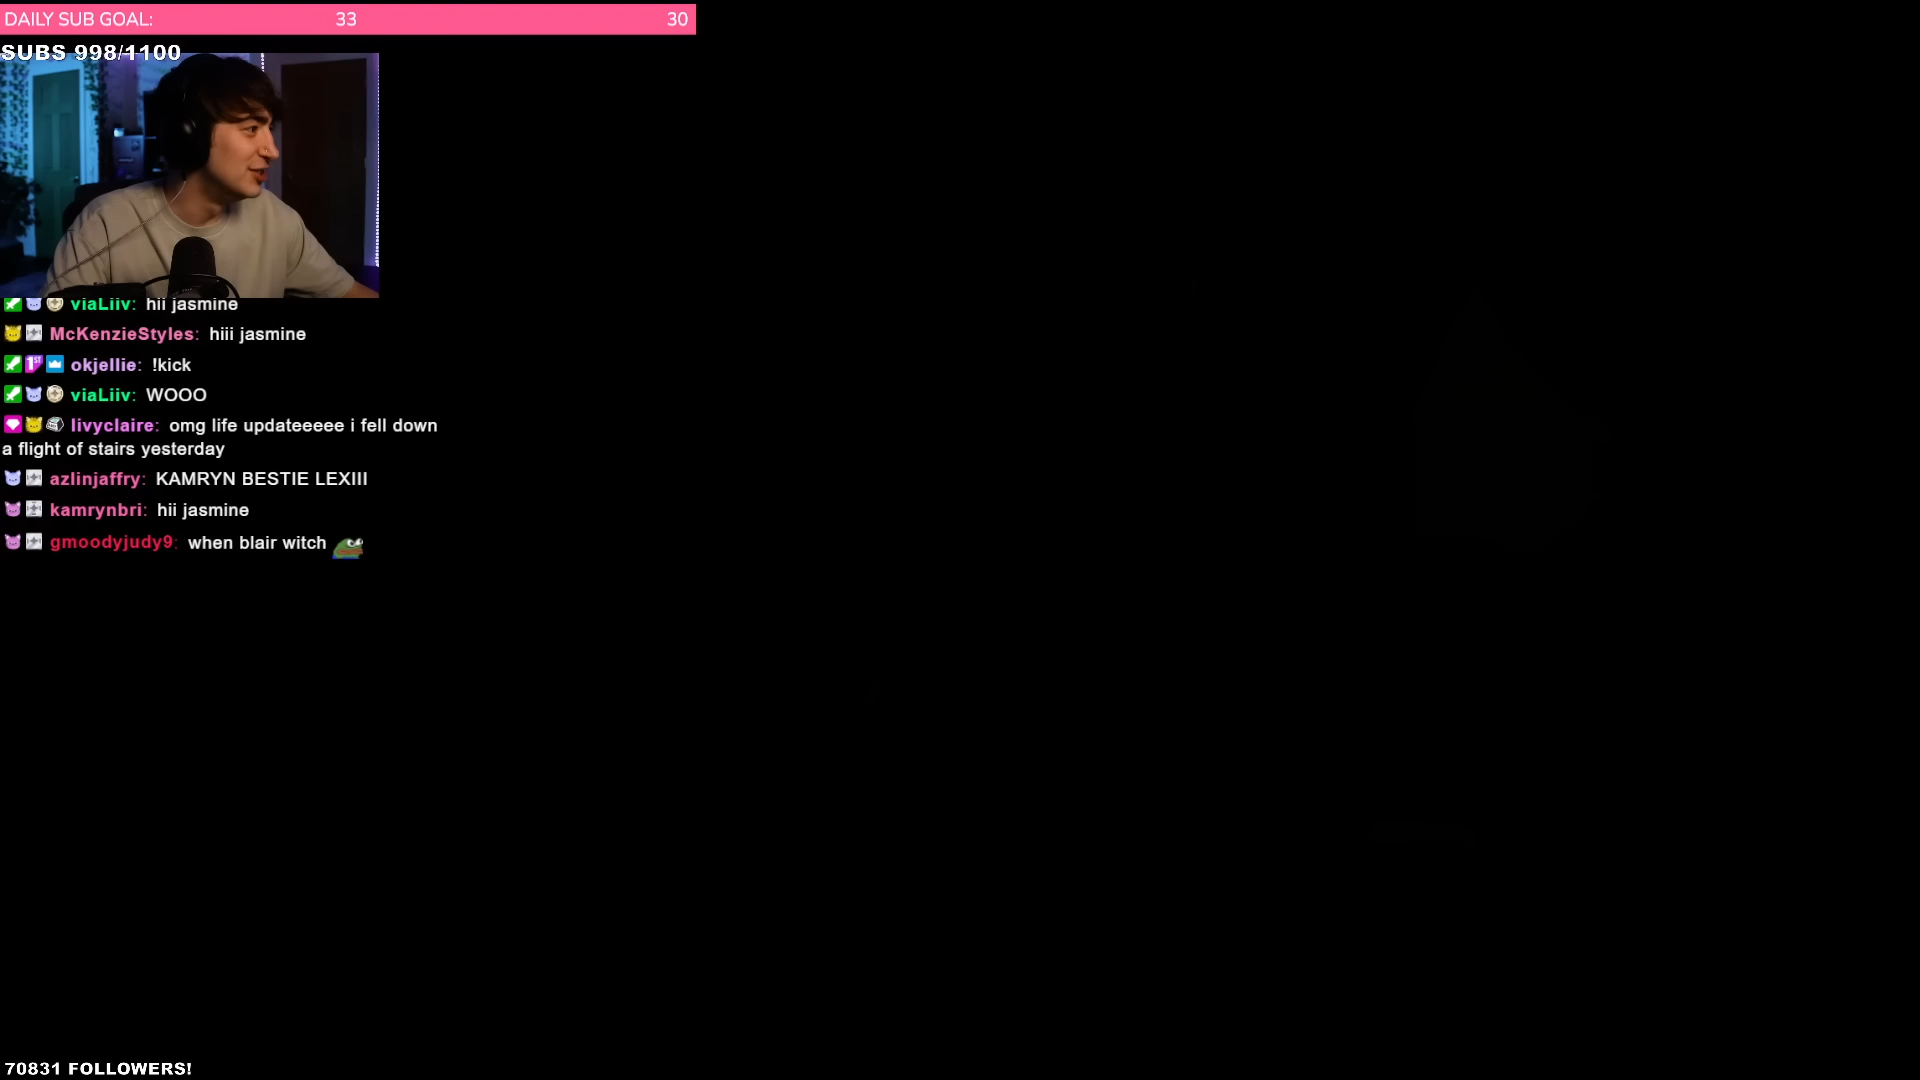 DAILY SUB GOAL: 33 30
SUBS 998/1100
viaLiiv: hii jasmine
McKenzieStyles: hiii jasmine
okjellie: !kick
viaLiiv: WOOO
livyclaire: omg life updateeeee i fell down
a flight of stairs yesterday
azlinjaffry: KAMRYN BESTIE LEXIII
kamrynbri: hii jasmine
gmoodyjudy9: when blair witch
70831 FOLLOWERS!